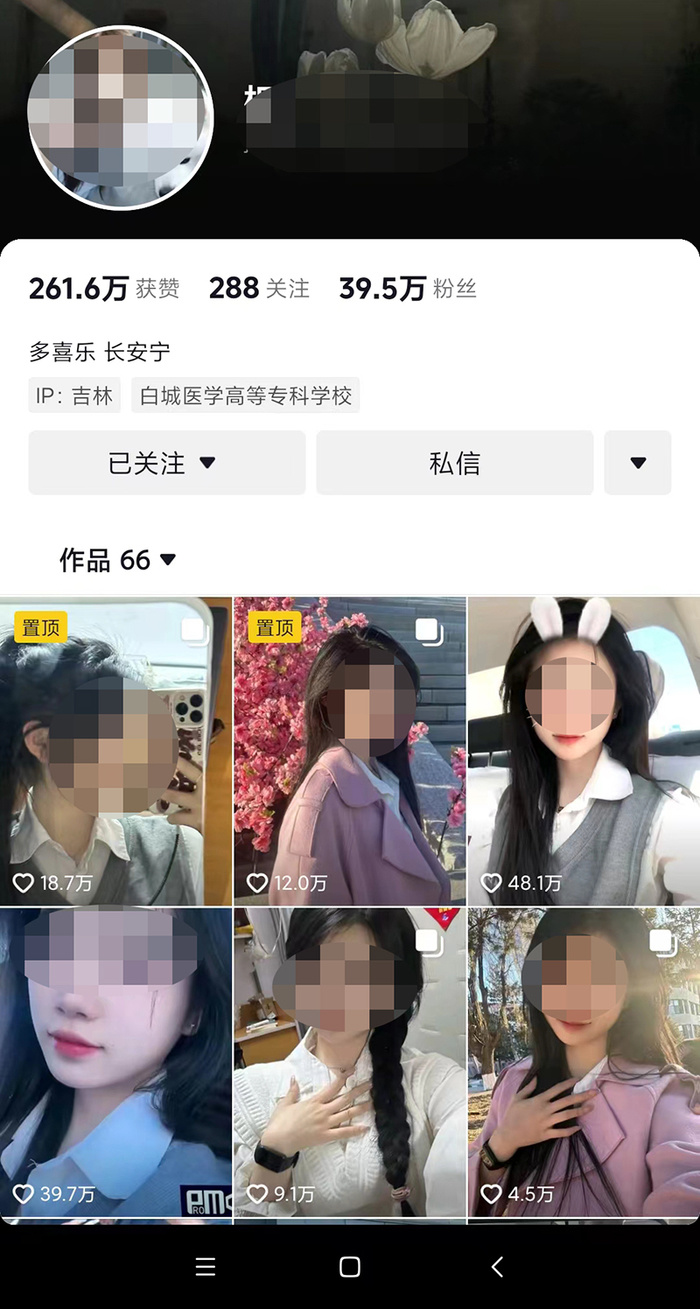 261.6万 获赞 288 关注 39.5万 粉丝
多喜乐 长安宁
IP: 吉林 白城医学高等专科学校
已关注 私信
作品 66
置顶 置顶
18.7万 12.0万 48.1万
39.7万 9.1万 4.5万